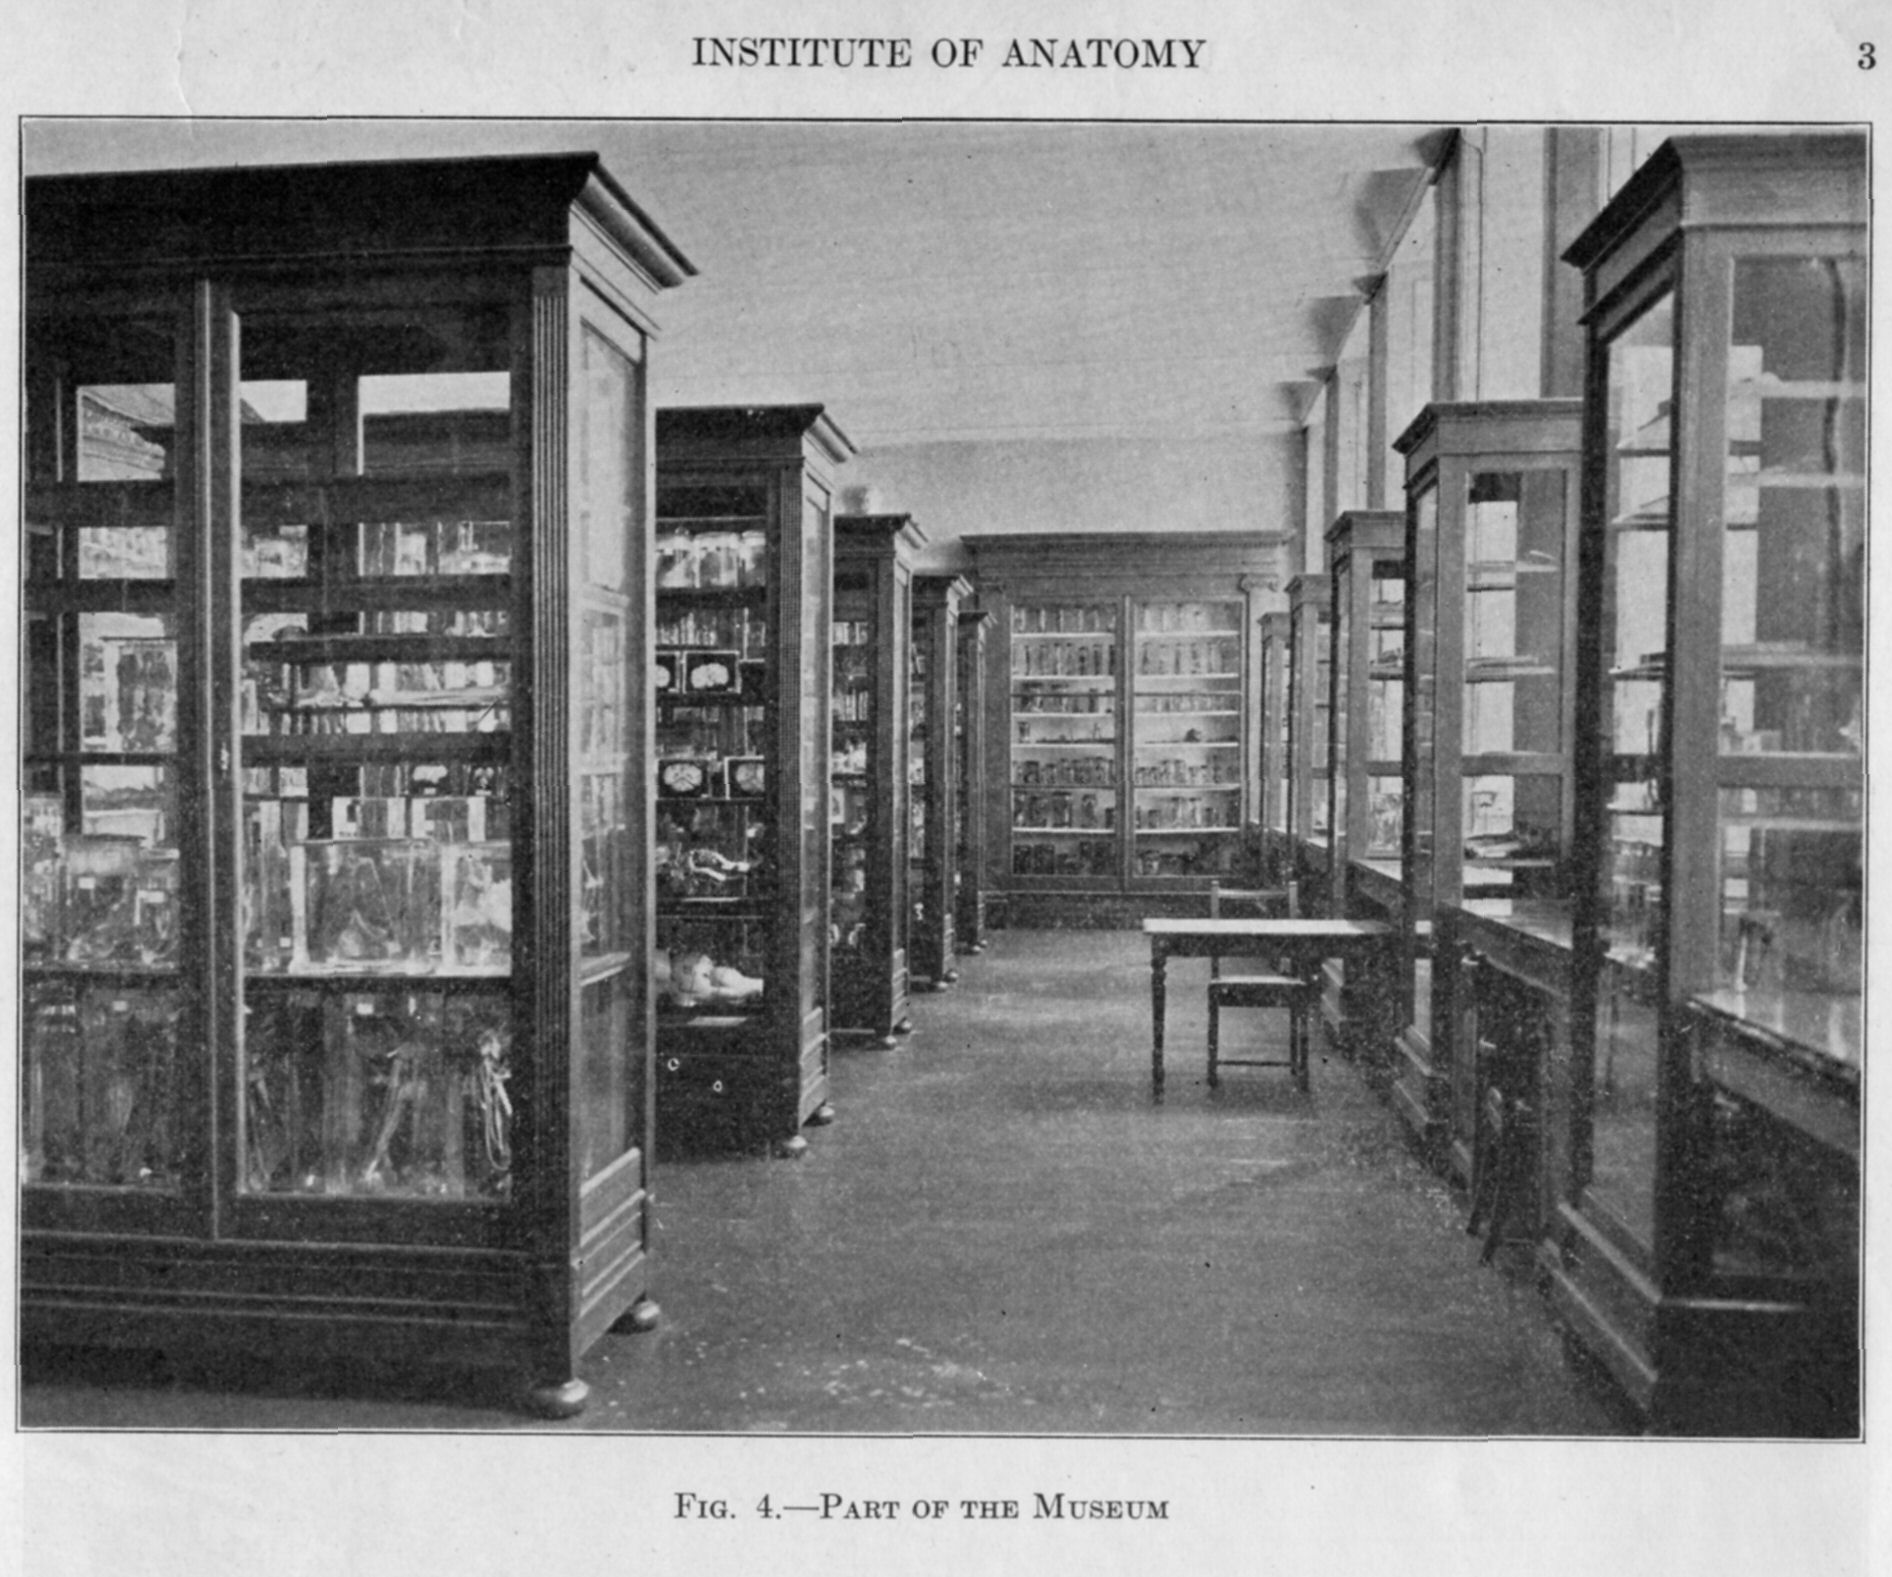 INSTITUTE OF ANATOMY 3
FIG. 4.—PART OF THE MUSEUM